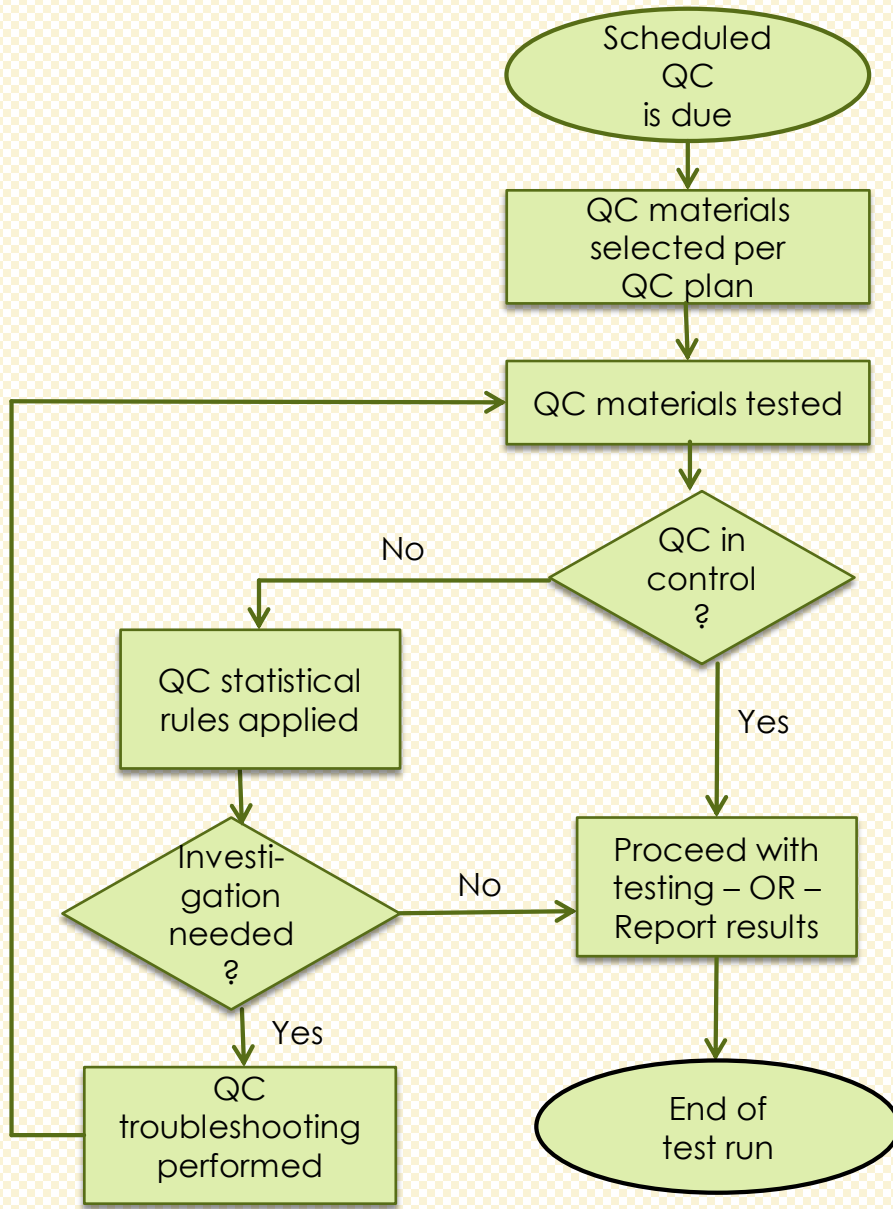 Scheduled
QC
is due
QC materials
selected per
QC plan
QC materials tested
QC in
control
?
No
Yes
QC statistical
rules applied
Investi-
gation
needed
?
No
Yes
Proceed with
testing – OR –
Report results
QC
troubleshooting
performed
End of
test run